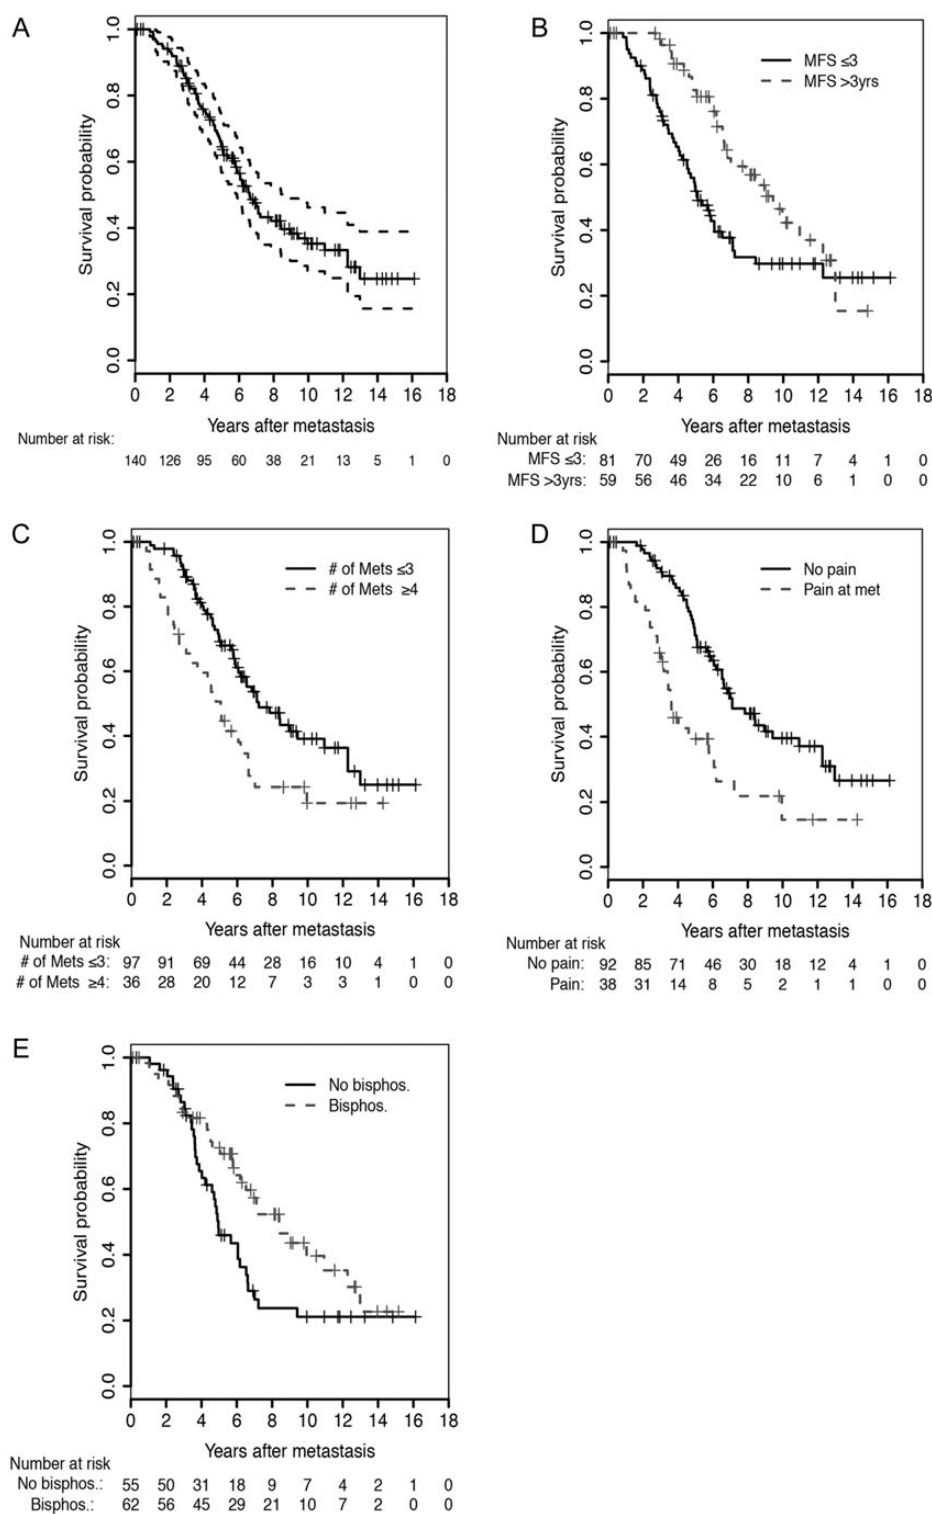 A
1.0
0.8
0.6
0.4
0.2
0.0
Survival probability
0 2 4 6 8 10 12 14 16 18
Years after metastasis
Number at risk:
140 126 95 60 38 21 13 5 1 0
B
1.0
0.8
0.6
0.4
0.2
0.0
Survival probability
MFS ≤3
MFS >3yrs
0 2 4 6 8 10 12 14 16 18
Years after metastasis
Number at risk
MFS ≤3: 81 70 49 26 16 11 7 4 1 0
MFS >3yrs: 59 56 46 34 22 10 6 1 0 0
C
1.0
0.8
0.6
0.4
0.2
0.0
Survival probability
# of Mets ≤3
# of Mets ≥4
0 2 4 6 8 10 12 14 16 18
Years after metastasis
Number at risk
# of Mets ≤3: 97 91 69 44 28 16 10 4 1 0
# of Mets ≥4: 36 28 20 12 7 3 3 1 0 0
D
1.0
0.8
0.6
0.4
0.2
0.0
Survival probability
No pain
Pain at met
0 2 4 6 8 10 12 14 16 18
Years after metastasis
Number at risk
No pain: 92 85 71 46 30 18 12 4 1 0
Pain: 38 31 14 8 5 2 1 1 0 0
E
1.0
0.8
0.6
0.4
0.2
0.0
Survival probability
No bisphos.
Bisphos.
0 2 4 6 8 10 12 14 16 18
Years after metastasis
Number at risk
No bisphos.: 55 50 31 18 9 7 4 2 1 0
Bisphos.: 62 56 45 29 21 10 7 2 0 0